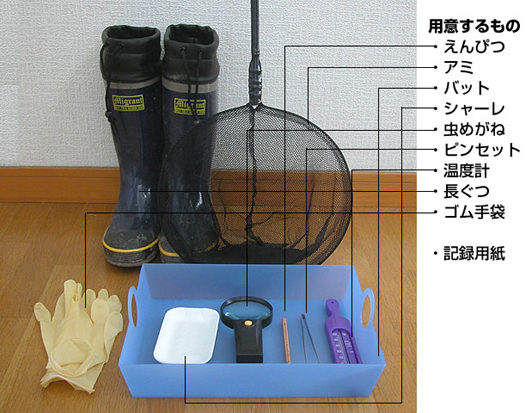 用意するもの
・えんぴつ
・アミ
・バット
・シャーレ
・虫めがね
・ピンセット
・温度計
・長ぐつ
・ゴム手袋
・記録用紙
Migrant
Migrant